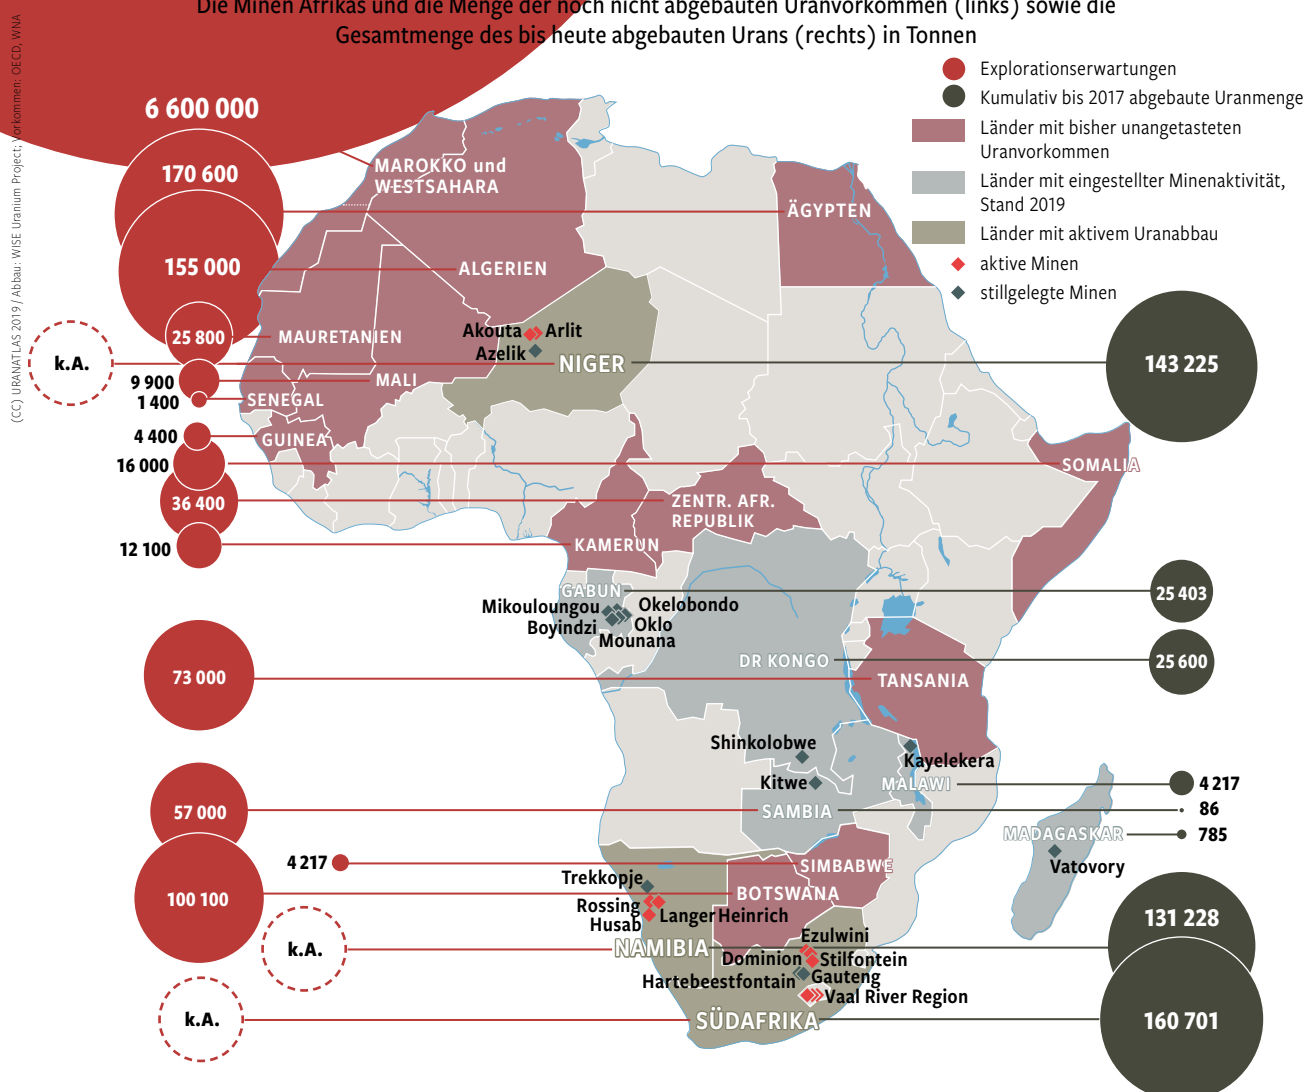 Die Minen Afrikas und die Menge der noch nicht abgebauten Uranvorkommen (links) sowie die
Gesamtmenge des bis heute abgebauten Urans (rechts) in Tonnen
(CC) URANATLAS 2019 / Abbau: WISE Uranium Project; Vorkommen: OECD, WNA
Explorationserwartungen
Kumulativ bis 2017 abgebaute Uranmenge
Länder mit bisher unangetasteten
Uranvorkommen
Länder mit eingestellter Minenaktivität,
Stand 2019
Länder mit aktivem Uranabbau
aktive Minen
stillgelegte Minen
6 600 000
MAROKKO und
WESTSAHARA
170 600
ÄGYPTEN
155 000
ALGERIEN
25 800
MAURETANIEN
Akouta
Arlit
Azelik
k.A.
NIGER
143 225
9 900
MALI
1 400
SENEGAL
4 400
GUINEA
16 000
SOMALIA
36 400
ZENTR. AFR.
REPUBLIK
12 100
KAMERUN
GABUN
25 403
Mikouloungou
Okelobondo
Boyindzi
Oklo
Mounana
DR KONGO
25 600
73 000
TANSANIA
Shinkolobwe
Kayelekera
Kitwe
MALAWI
4 217
57 000
SAMBIA
86
MADAGASKAR
785
Vatovory
4 217
SIMBABWE
Trekkopje
100 100
BOTSWANA
Rossing
Langer Heinrich
Husab
131 228
k.A.
NAMIBIA
Ezulwini
Dominion
Stilfontein
Hartebeestfontain
Gauteng
Vaal River Region
k.A.
SÜDAFRIKA
160 701